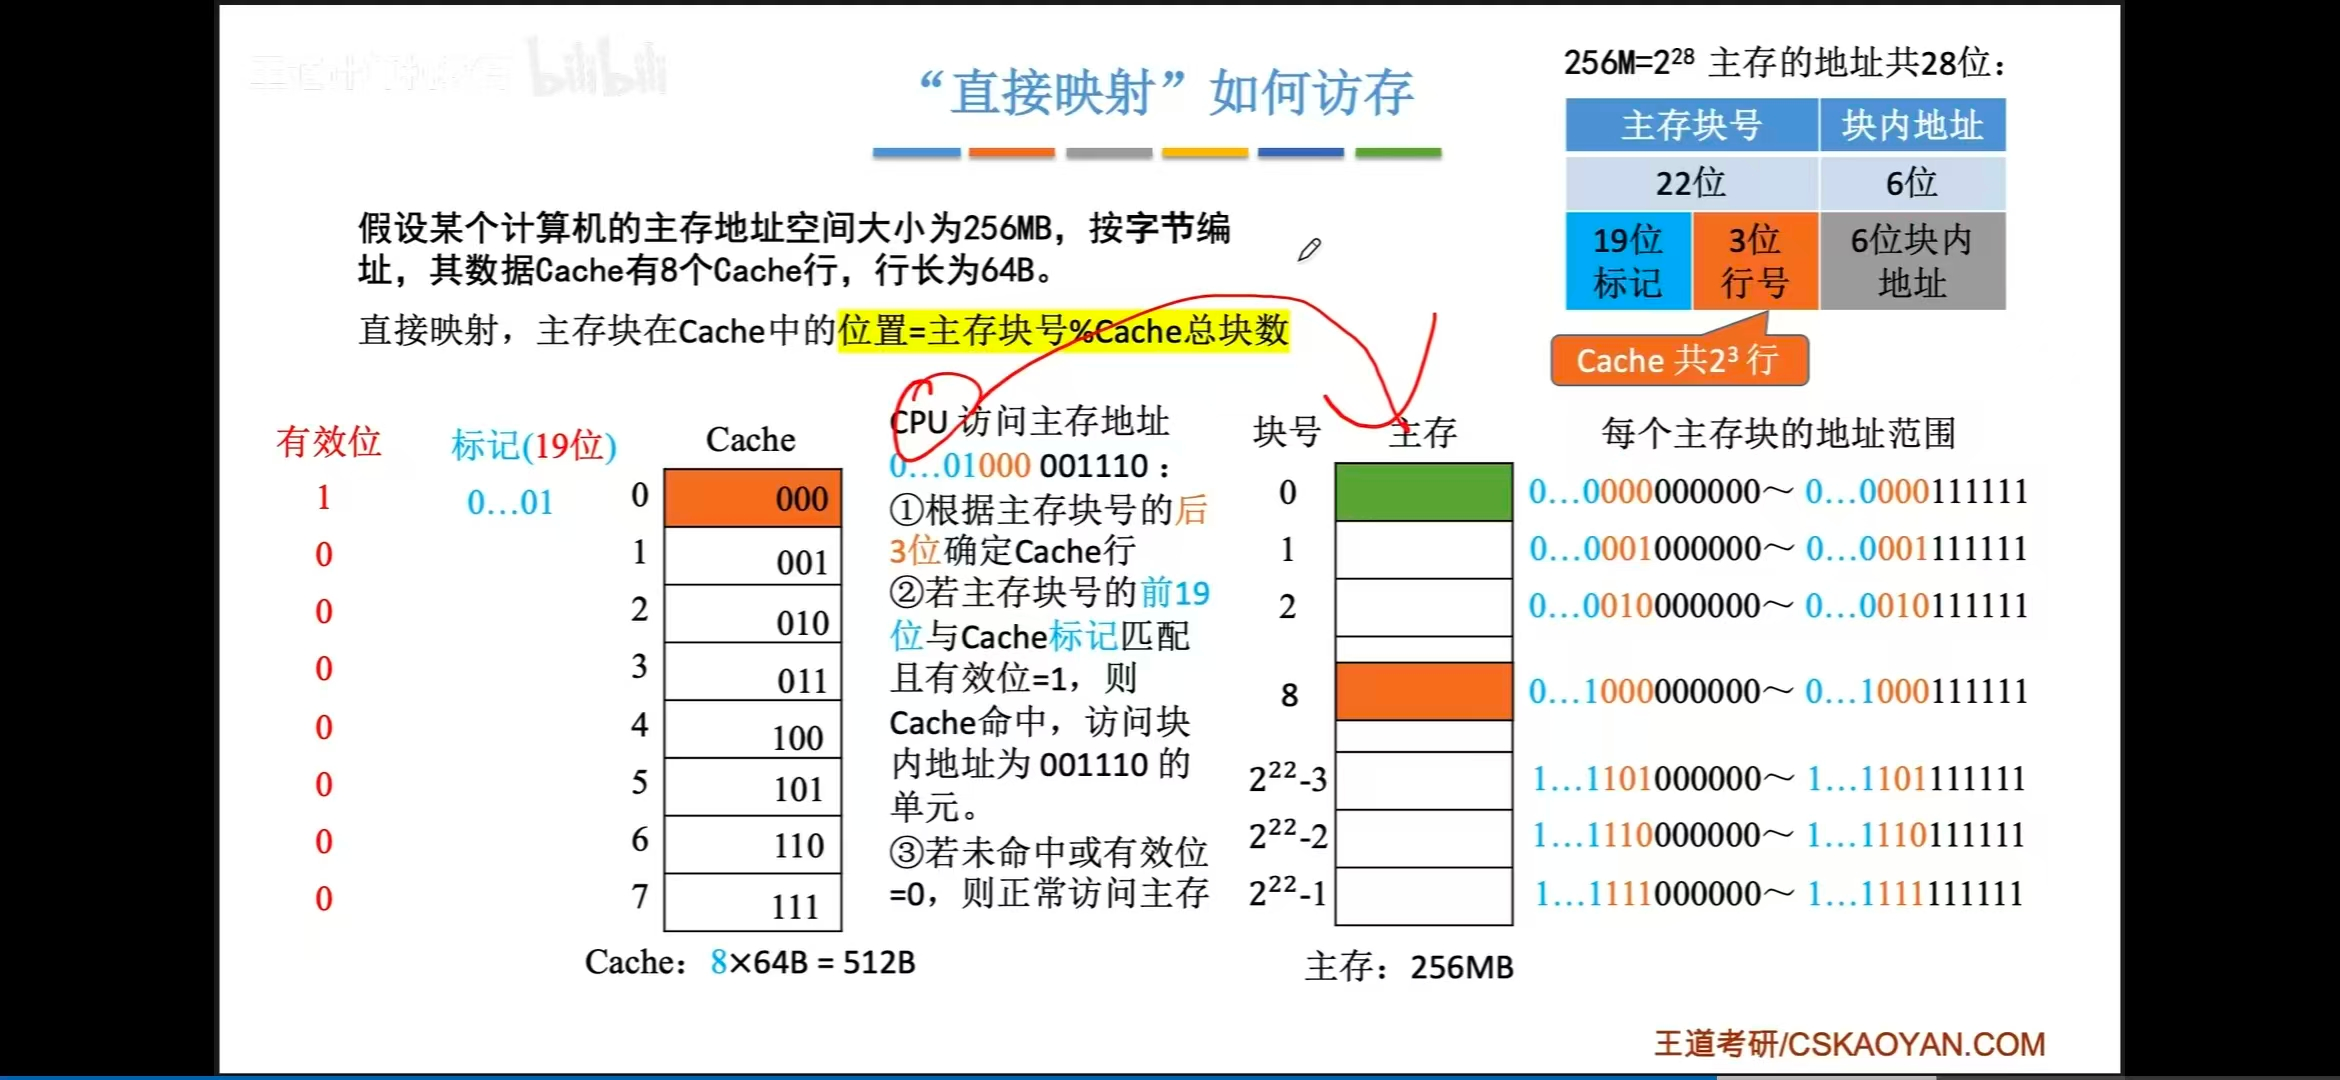 bilibili
“直接映射”如何访存
256M=2²⁸ 主存的地址共28位：
主存块号 块内地址
22位 6位
19位标记 3位行号 6位块内地址
Cache 共2³ 行
假设某个计算机的主存地址空间大小为256MB，按字节编
址，其数据Cache有8个Cache行，行长为64B。
直接映射，主存块在Cache中的位置=主存块号%Cache总块数
有效位 标记(19位) Cache
1 0…01 0 000
0 1 001
0 2 010
0 3 011
0 4 100
0 5 101
0 6 110
0 7 111
Cache：8×64B = 512B
CPU 访问主存地址
0…01000 001110：
①根据主存块号的后
3位确定Cache行
②若主存块号的前19
位与Cache标记匹配
且有效位=1，则
Cache命中，访问块
内地址为 001110 的
单元。
③若未命中或有效位
=0，则正常访问主存
块号 主存 每个主存块的地址范围
0 0…0000000000～ 0…0000111111
1 0…0001000000～ 0…0001111111
2 0…0010000000～ 0…0010111111
8 0…1000000000～ 0…1000111111
2²²-3 1…1101000000～ 1…1101111111
2²²-2 1…1110000000～ 1…1110111111
2²²-1 1…1111000000～ 1…1111111111
主存：256MB
王道考研/CSKAOYAN.COM